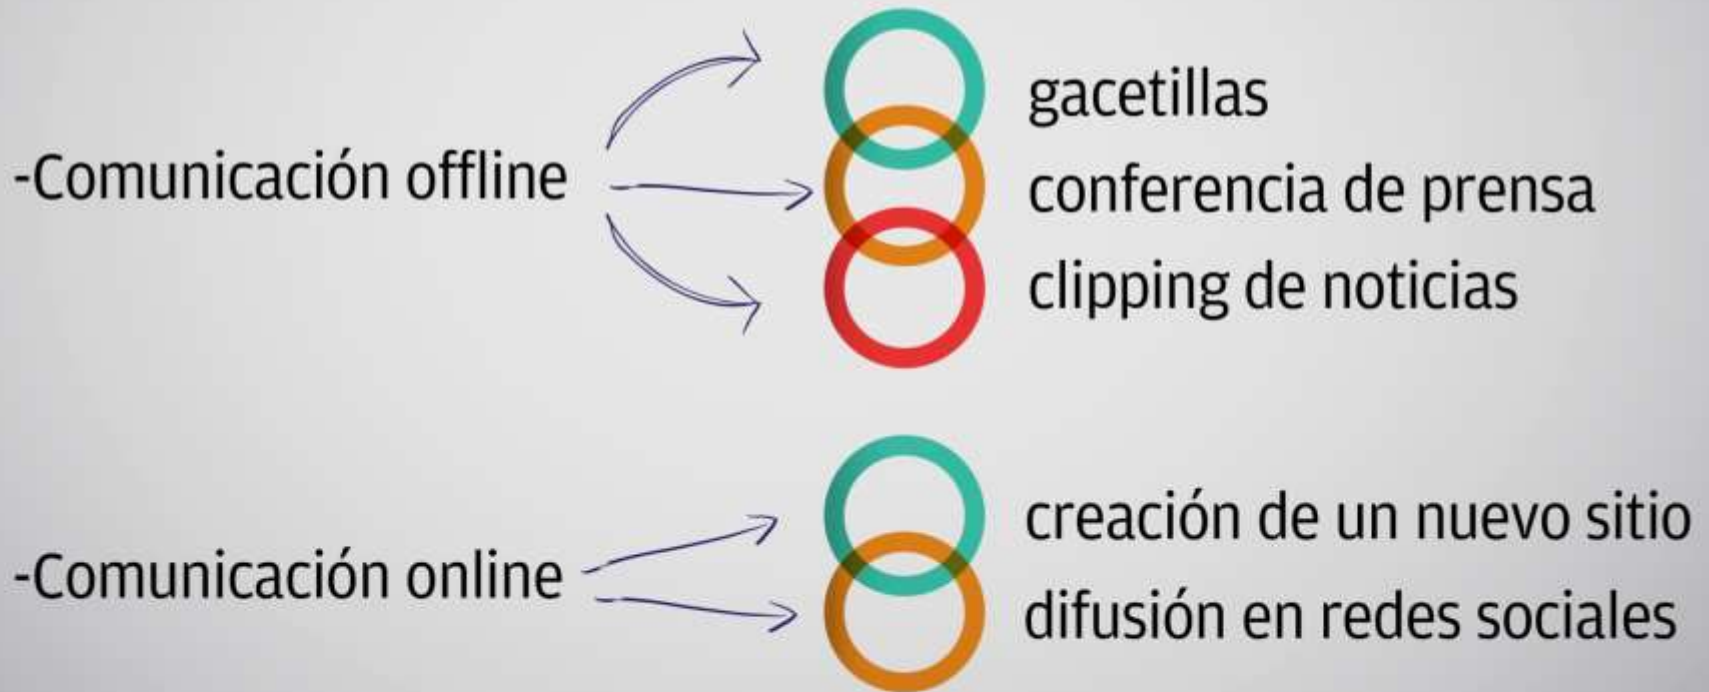 -Comunicación offline
gacetillas
conferencia de prensa
clipping de noticias
-Comunicación online
creación de un nuevo sitio
difusión en redes sociales